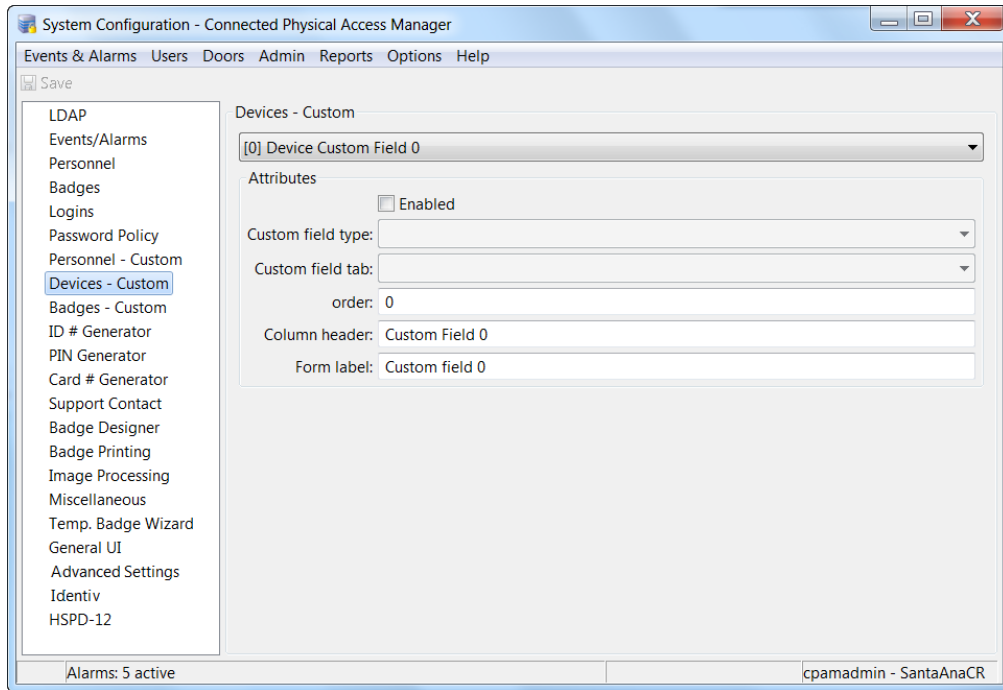 System Configuration - Connected Physical Access Manager
Events & Alarms Users Doors Admin Reports Options Help
Save
LDAP
Events/Alarms
Personnel
Badges
Logins
Password Policy
Personnel - Custom
Devices - Custom
Badges - Custom
ID # Generator
PIN Generator
Card # Generator
Support Contact
Badge Designer
Badge Printing
Image Processing
Miscellaneous
Temp. Badge Wizard
General UI
Advanced Settings
Identiv
HSPD-12
Devices - Custom
[0] Device Custom Field 0
Attributes
Enabled
Custom field type:
Custom field tab:
order: 0
Column header: Custom Field 0
Form label: Custom field 0
Alarms: 5 active
cpamadmin - SantaAnaCR